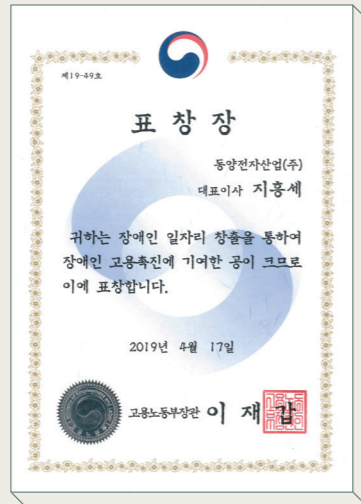 제19-49호
표 창 장
동양전자산업(주)
대표이사 지흥세
귀하는 장애인 일자리 창출을 통하여
장애인 고용촉진에 기여한 공이 크므로
이에 표창합니다.
2019년 4월 17일
고용노동부장관 이 재 갑